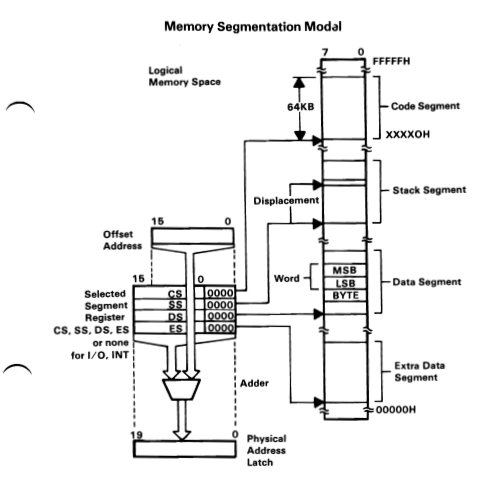 Memory Segmentation Modal
7 0
FFFFFH
Logical
Memory Space
64KB
Code Segment
XXXXOH
Displacement
Stack Segment
15 0
Offset
Address
Word
MSB
LSB
BYTE
Data Segment
15 0
Selected
Segment
Register
CS, SS, DS, ES
or none
for I/O, INT
CS 0000
SS 0000
DS 0000
ES 0000
Extra Data
Segment
Adder
00000H
19 0
Physical
Address
Latch